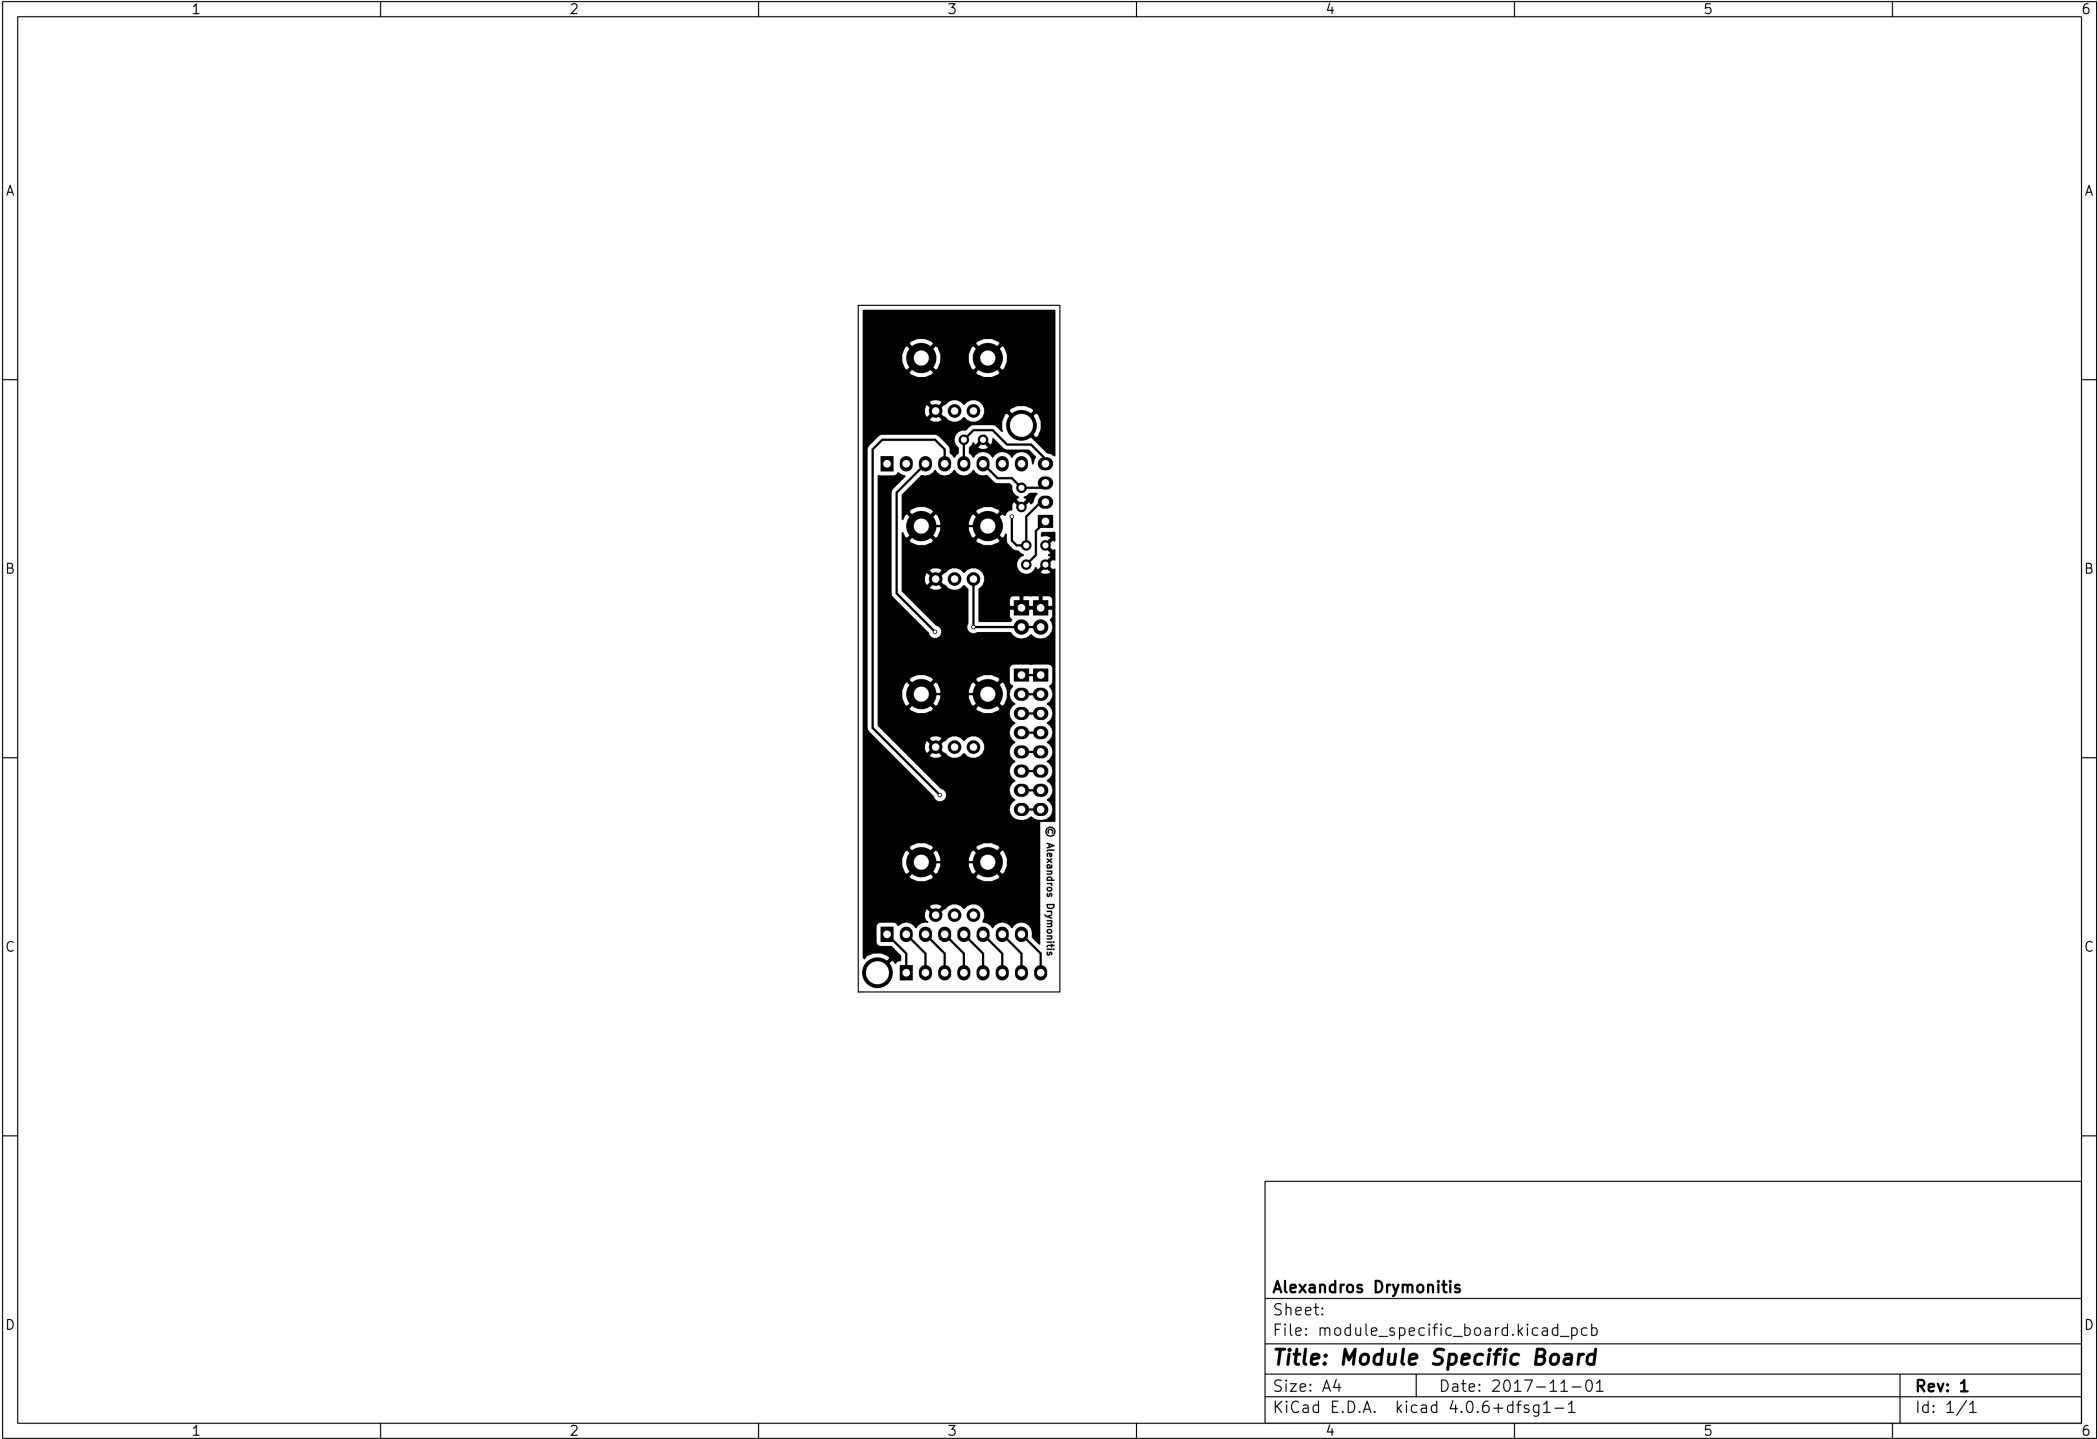 1 2 3 4 5 6
A A
B B
© Alexandros Drymonitis
C C
Alexandros Drymonitis
Sheet:
File: module_specific_board.kicad_pcb
D D
Title: Module Specific Board
Size: A4 Date: 2017-11-01 Rev: 1
KiCad E.D.A. kicad 4.0.6+dfsg1-1 Id: 1/1
1 2 3 4 5 6